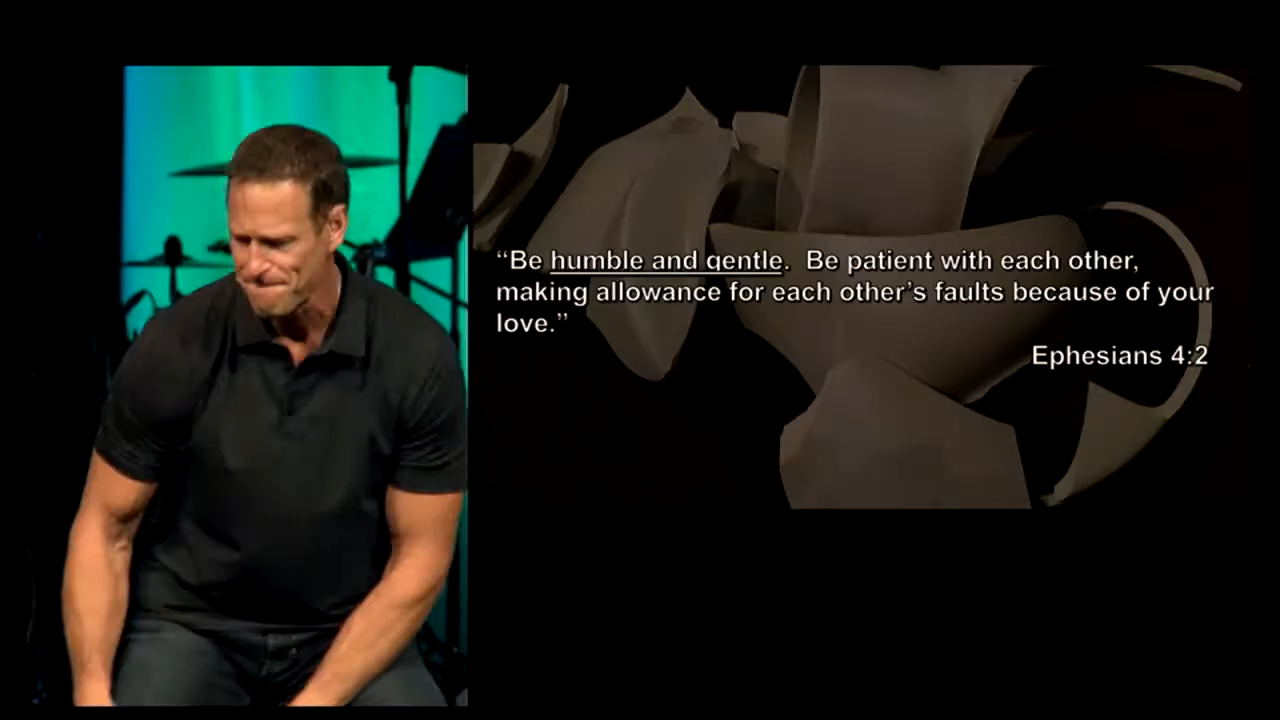 “Be humble and gentle.  Be patient with each other,
making allowance for each other’s faults because of your
love.”
Ephesians 4:2